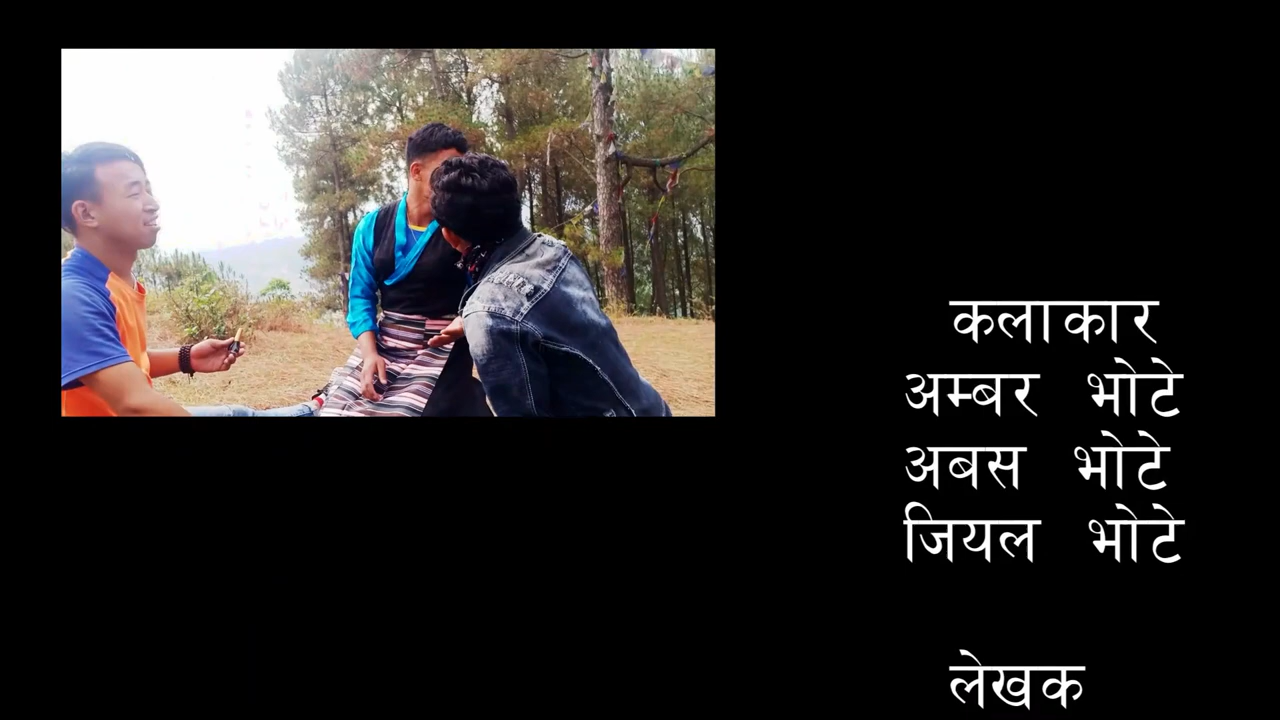 कलाकार
अम्बर भोटे
अबस भोटे
जियल भोटे
लेखक